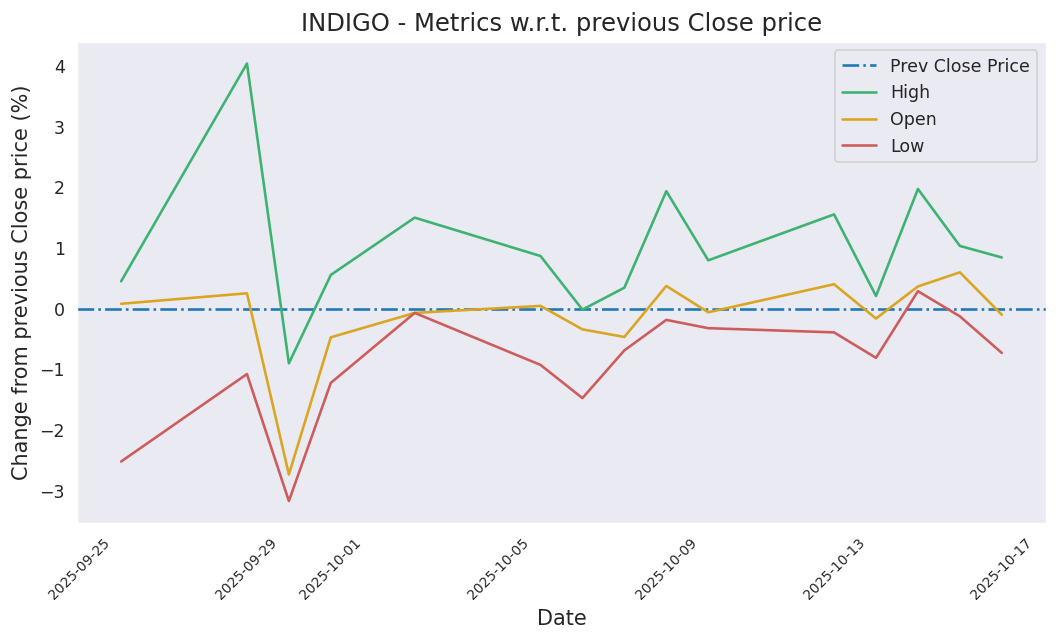 INDIGO - Metrics w.r.t. previous Close price
Change from previous Close price (%)
4
3
2
1
0
−1
−2
−3
Prev Close Price
High
Open
Low
2025-09-25
2025-09-29
2025-10-01
2025-10-05
2025-10-09
2025-10-13
2025-10-17
Date